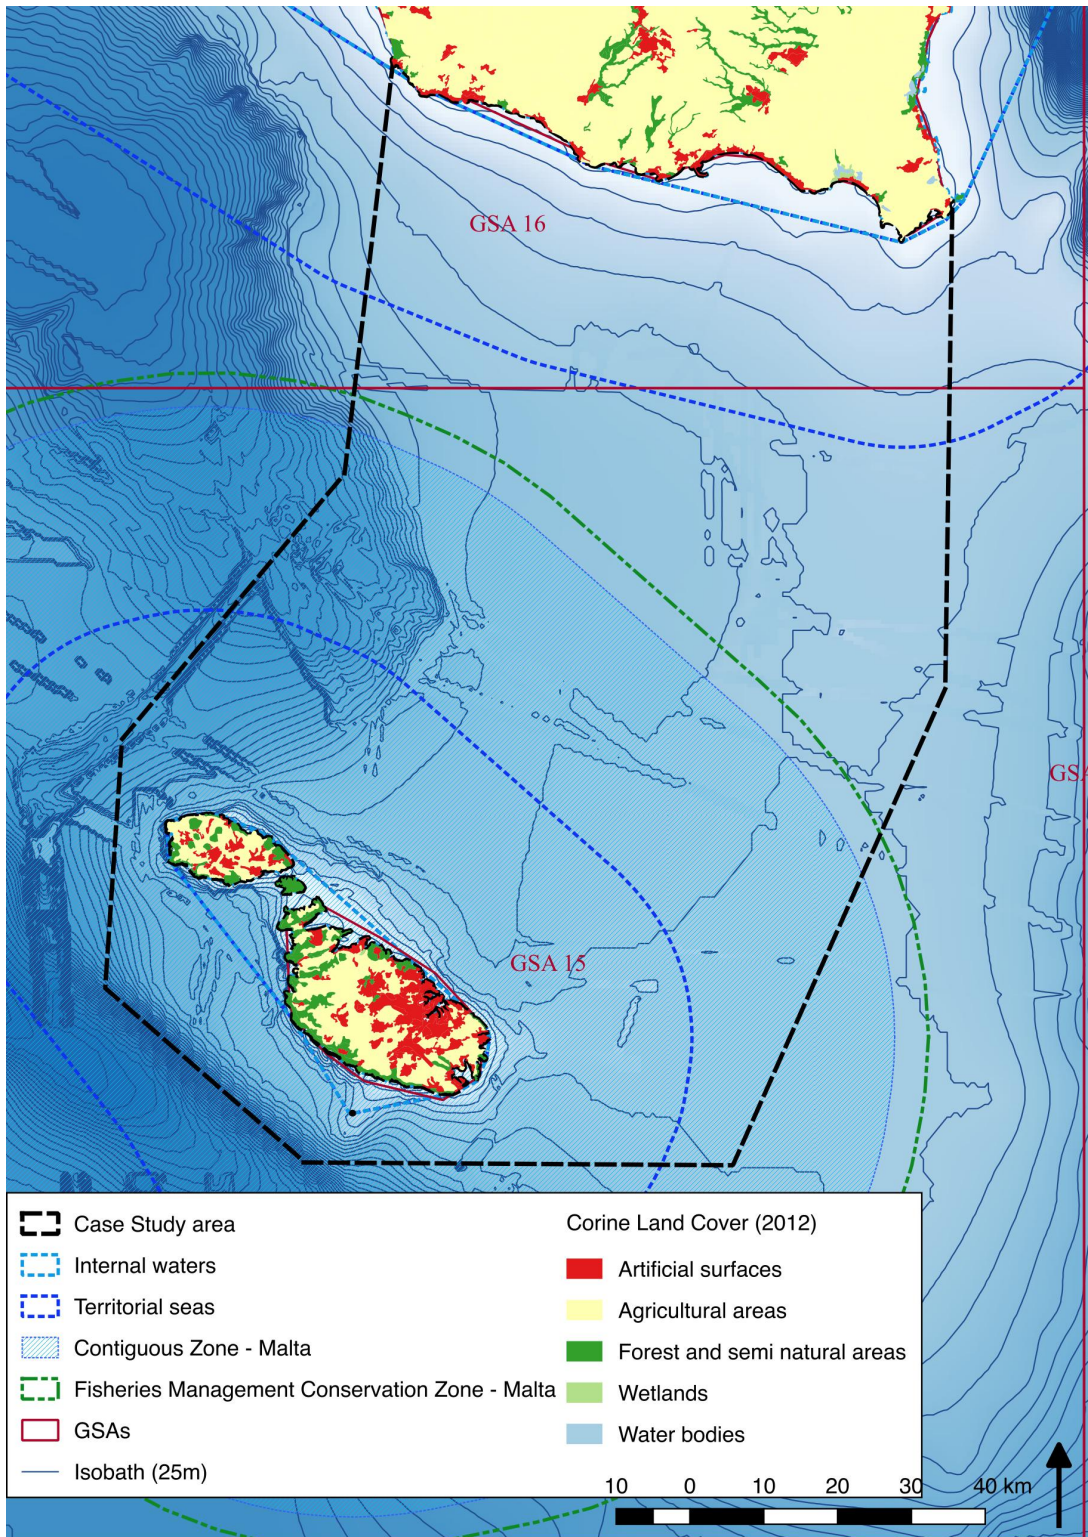 GSA 16
GSA
GSA 15
Case Study area
Internal waters
Territorial seas
Contiguous Zone - Malta
Fisheries Management Conservation Zone - Malta
GSAs
Isobath (25m)
Corine Land Cover (2012)
Artificial surfaces
Agricultural areas
Forest and semi natural areas
Wetlands
Water bodies
10 0 10 20 30 40 km